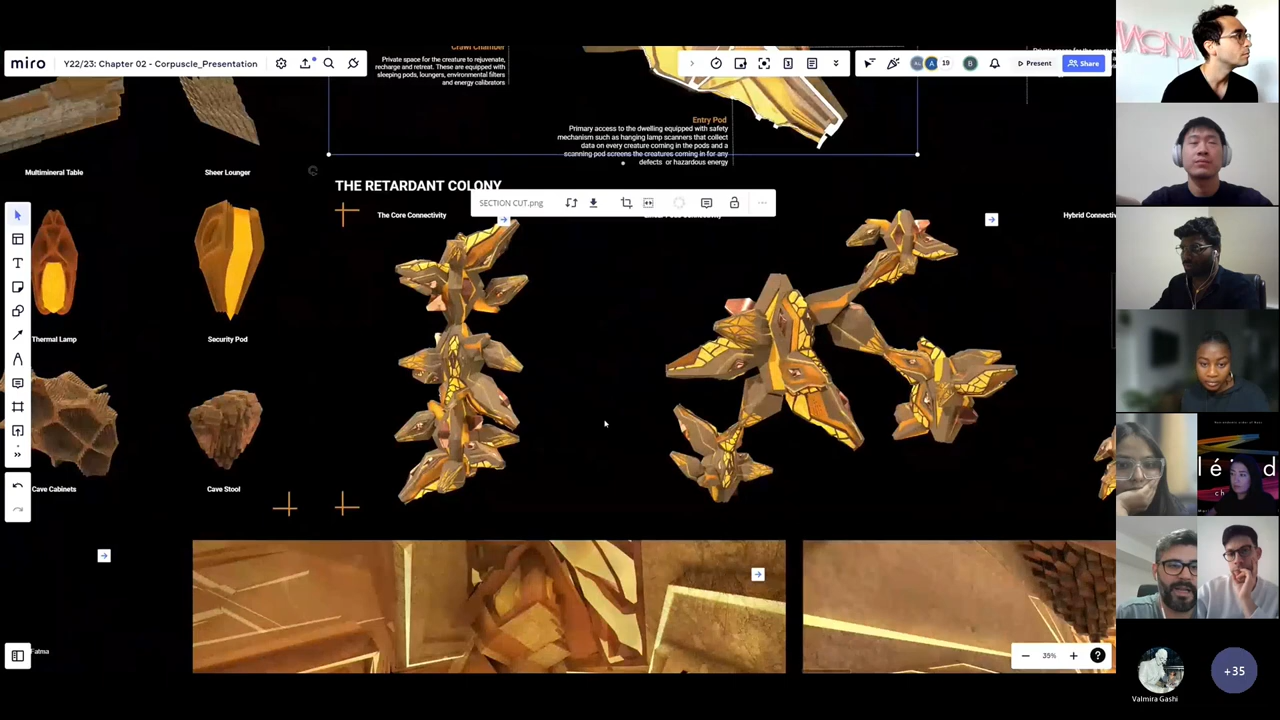 miro
Y22/23: Chapter 02 - Corpuscle_Presentation
19
B
Present
Share
Crawl Chamber
Private space for the creature to rejuvenate,
recharge and retreat. These are equipped with
sleeping pods, loungers, environmental filters
and energy calibrators
Entry Pod
Primary access to the dwelling equipped with safety
mechanism such as hanging lamp scanners that collect
data on every creature coming in the pods and a
scanning pod screens the creatures coming in for any
defects or hazardous energy
Multimineral Table
Sheer Lounger
THE RETARDANT COLONY
SECTION CUT.png
The Core Connectivity
Hybrid Connectiv
Thermal Lamp
Security Pod
Cave Cabinets
Cave Stool
Fatma
35%
Valmira Gashi
+35